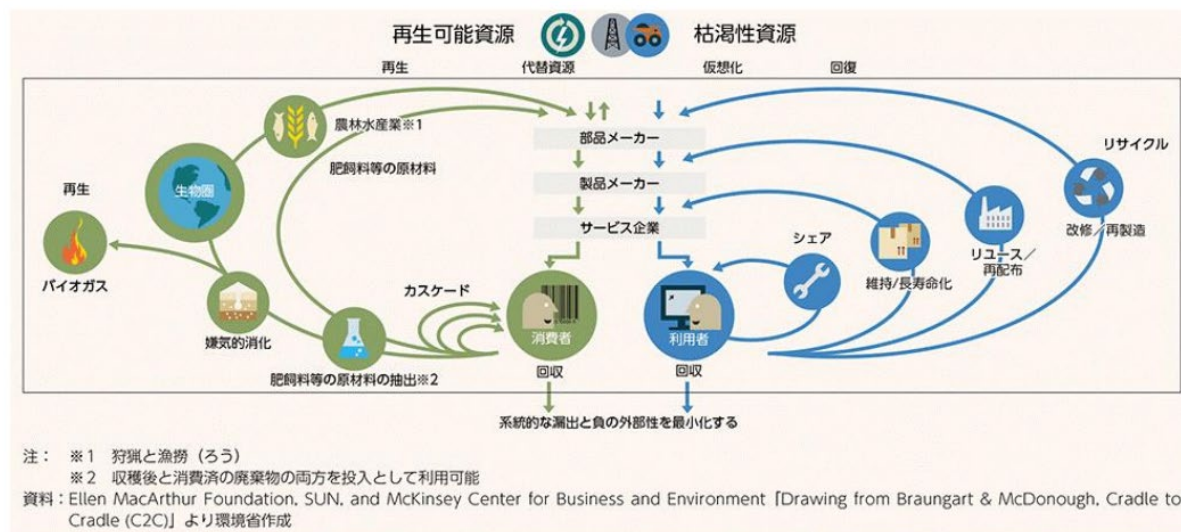 再生可能資源
枯渇性資源
再生
代替資源
仮想化
回復
農林水産業※1
部品メーカー
リサイクル
肥飼料等の原材料
再生
生物圏
製品メーカー
サービス企業
シェア
改修／再製造
リユース／
再配布
維持/長寿命化
バイオガス
カスケード
嫌気的消化
消費者
利用者
肥飼料等の原材料の抽出※2
回収
回収
系統的な漏出と負の外部性を最小化する
注： ※1 狩猟と漁撈（ろう）
※2 収穫後と消費済の廃棄物の両方を投入として利用可能
資料：Ellen MacArthur Foundation, SUN, and McKinsey Center for Business and Environment「Drawing from Braungart & McDonough, Cradle to
Cradle (C2C)」より環境省作成